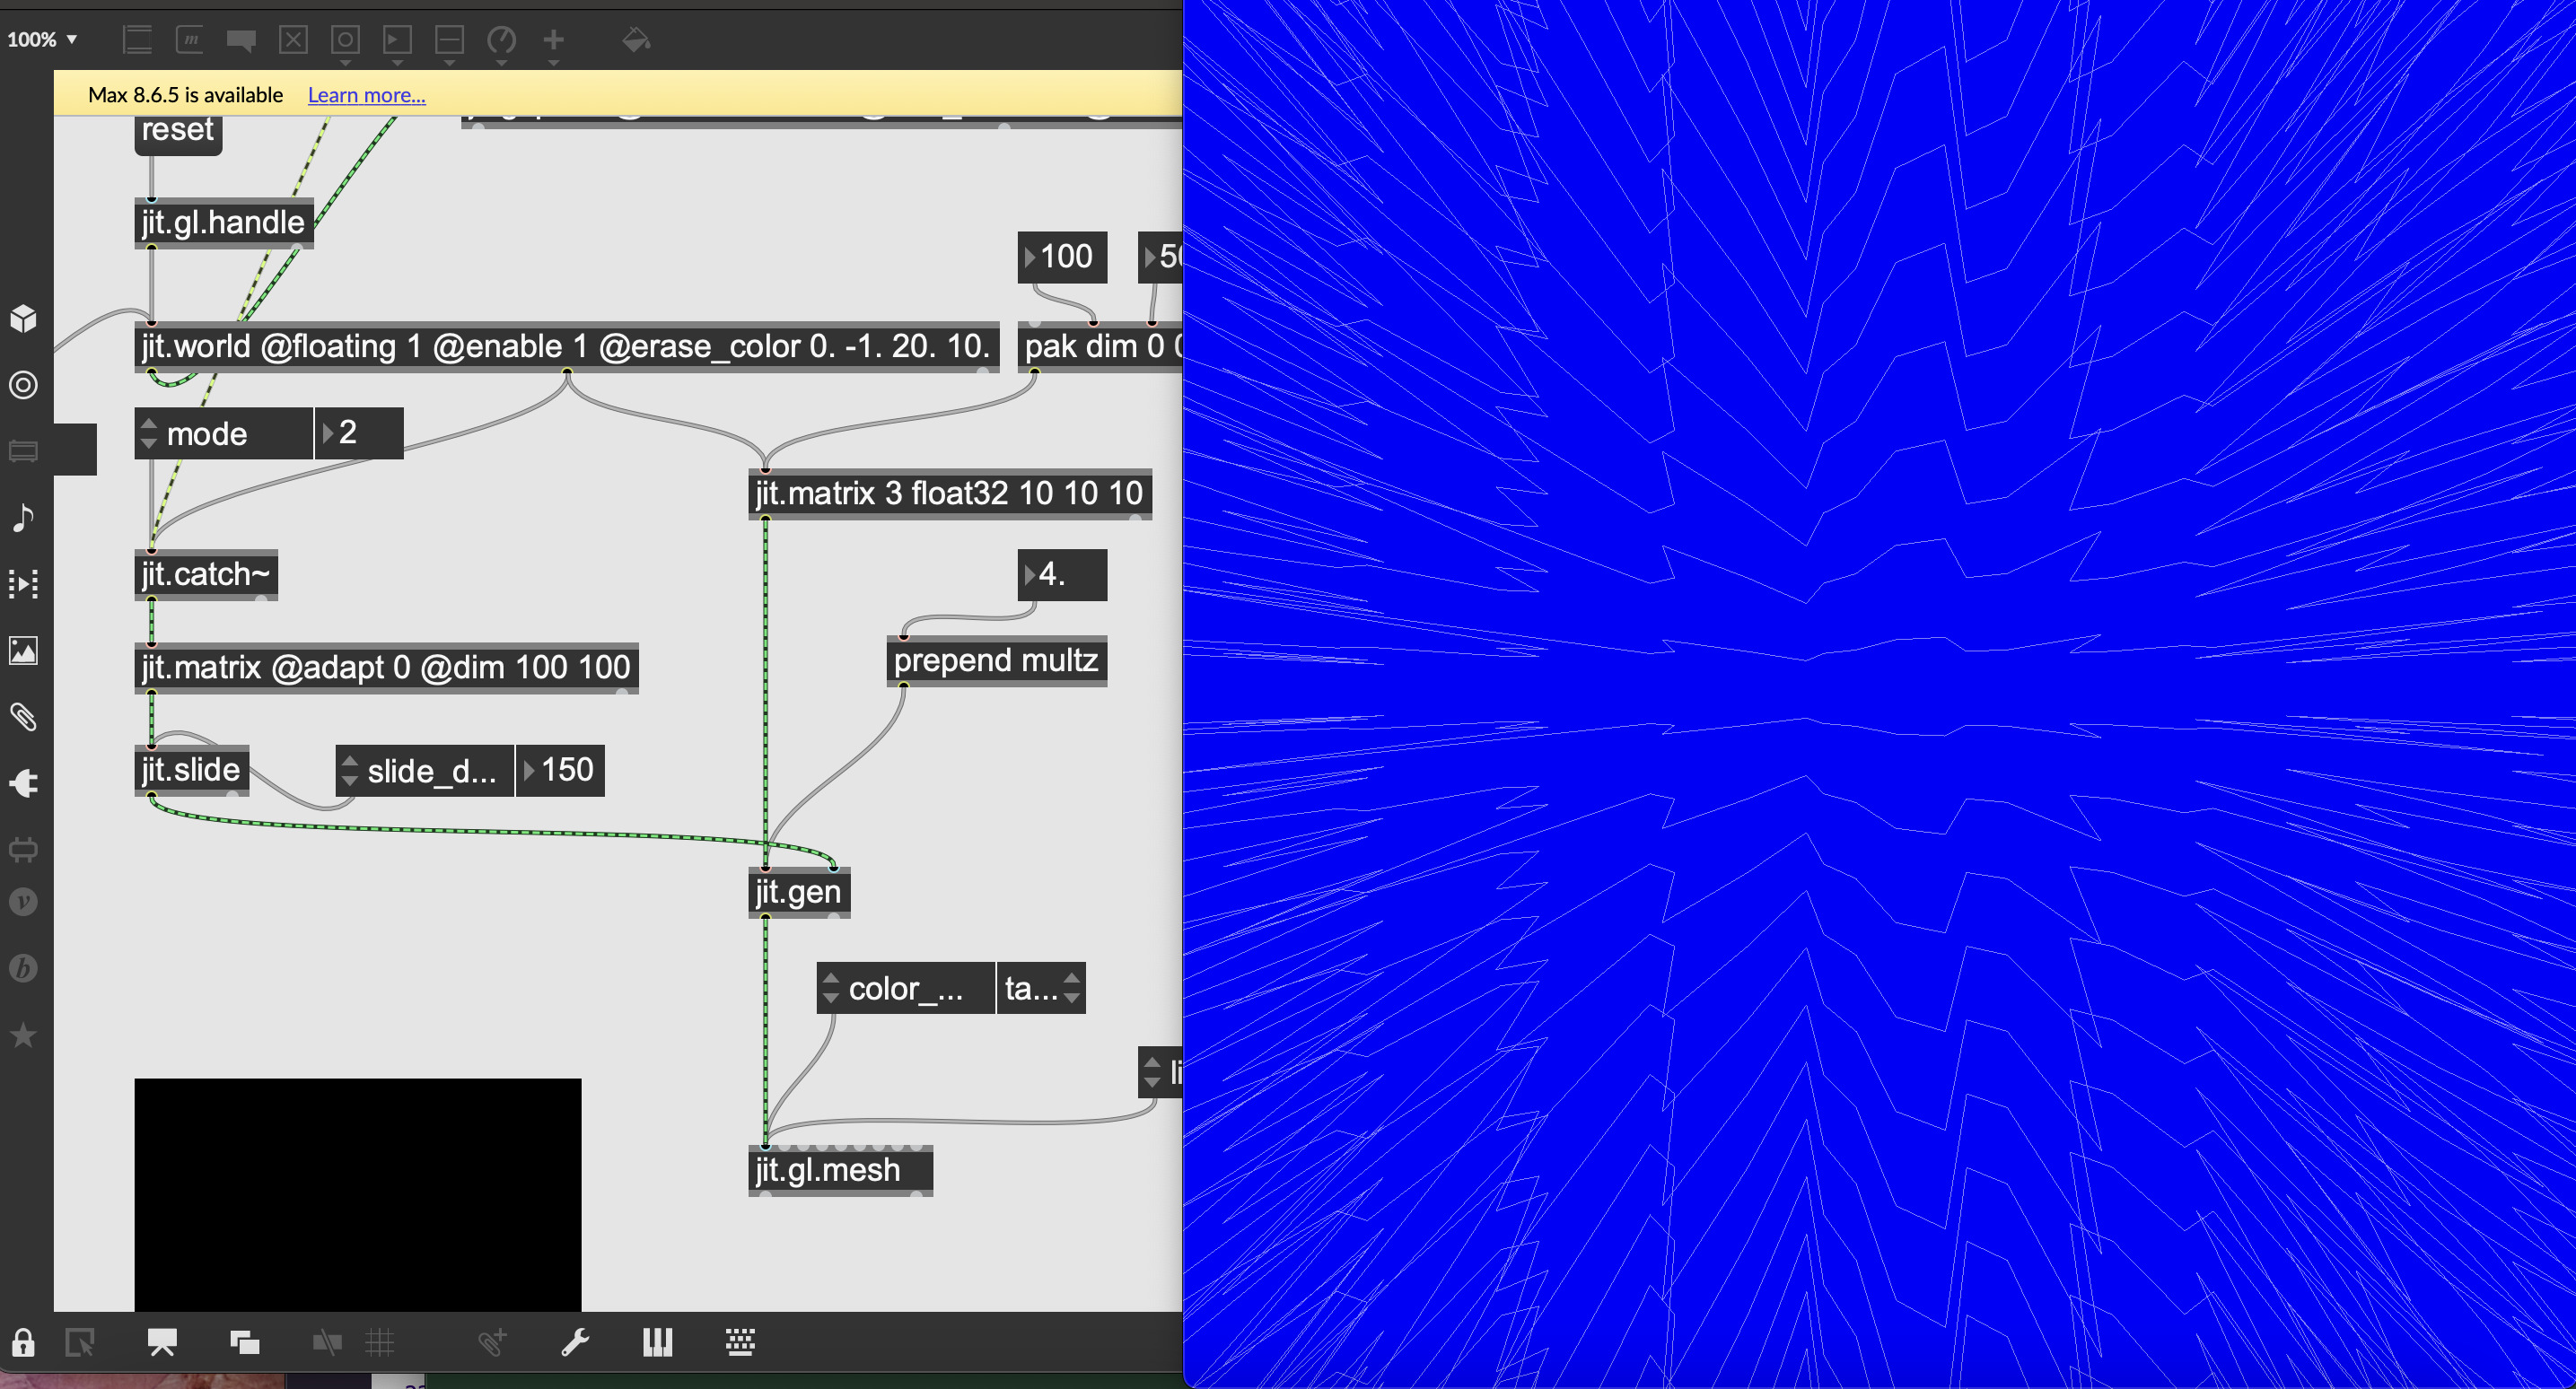 100%
Max 8.6.5 is available Learn more...
reset
jit.gl.handle
100
jit.world @floating 1 @enable 1 @erase_color 0. -1. 20. 10.
pak dim 0
mode 2
jit.matrix 3 float32 10 10 10
jit.catch~
4.
jit.matrix @adapt 0 @dim 100 100
prepend multz
jit.slide
slide_d... 150
jit.gen
color_... ta...
li
jit.gl.mesh